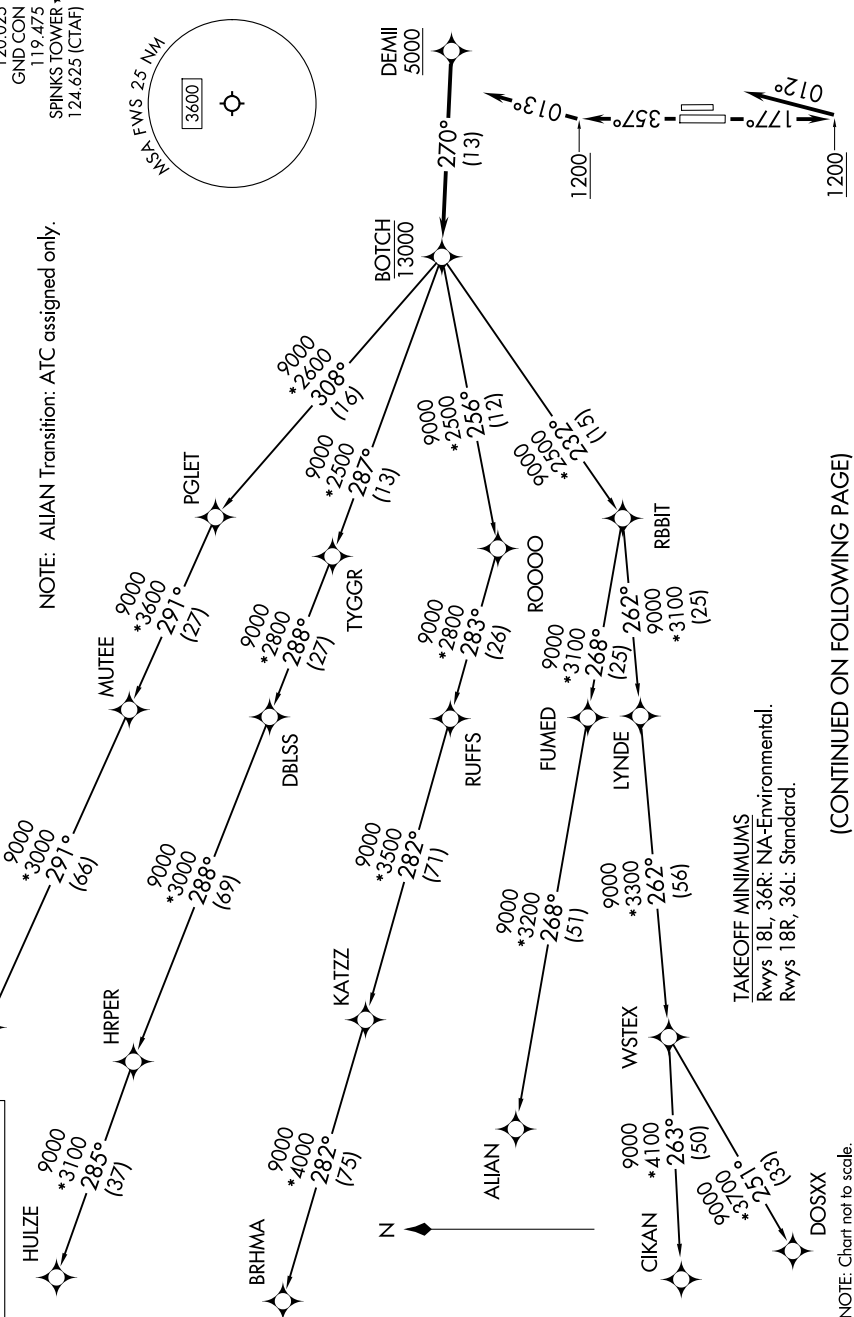 120.025
GND CON
119.475
SPINKS TOWER ★
124.625 (CTAF)
MSA FWS 25 NM
3600
NOTE: ALIAN Transition: ATC assigned only.
DEMII
5000
270°
(13)
BOTCH
13000
013°
1200
357°
177°
012°
1200
9000
*2600
308°
(16)
PGLET
9000
*3600
291°
(27)
MUTEE
9000
*3000
291°
(66)
9000
*2500
287°
(13)
TYGGR
9000
*2800
288°
(27)
DBLSS
9000
*3000
288°
(69)
HRPER
9000
*3100
285°
(37)
HULZE
9000
*2500
256°
(12)
ROOOO
9000
*2800
283°
(26)
RUFFS
9000
*3500
282°
(71)
KATZZ
9000
*4000
282°
(75)
BRHMA
9000
*2500
232°
(15)
RBBIT
9000
*3100
268°
(25)
FUMED
9000
*3200
268°
(51)
ALIAN
262°
9000
*3100
(25)
LYNDE
9000
*3300
262°
(56)
WSTEX
9000
*4100
263°
(50)
CIKAN
9000
*3700
251°
(33)
DOSXX
N
TAKEOFF MINIMUMS
Rwys 18L, 36R: NA-Environmental.
Rwys 18R, 36L: Standard.
NOTE: Chart not to scale.
(CONTINUED ON FOLLOWING PAGE)